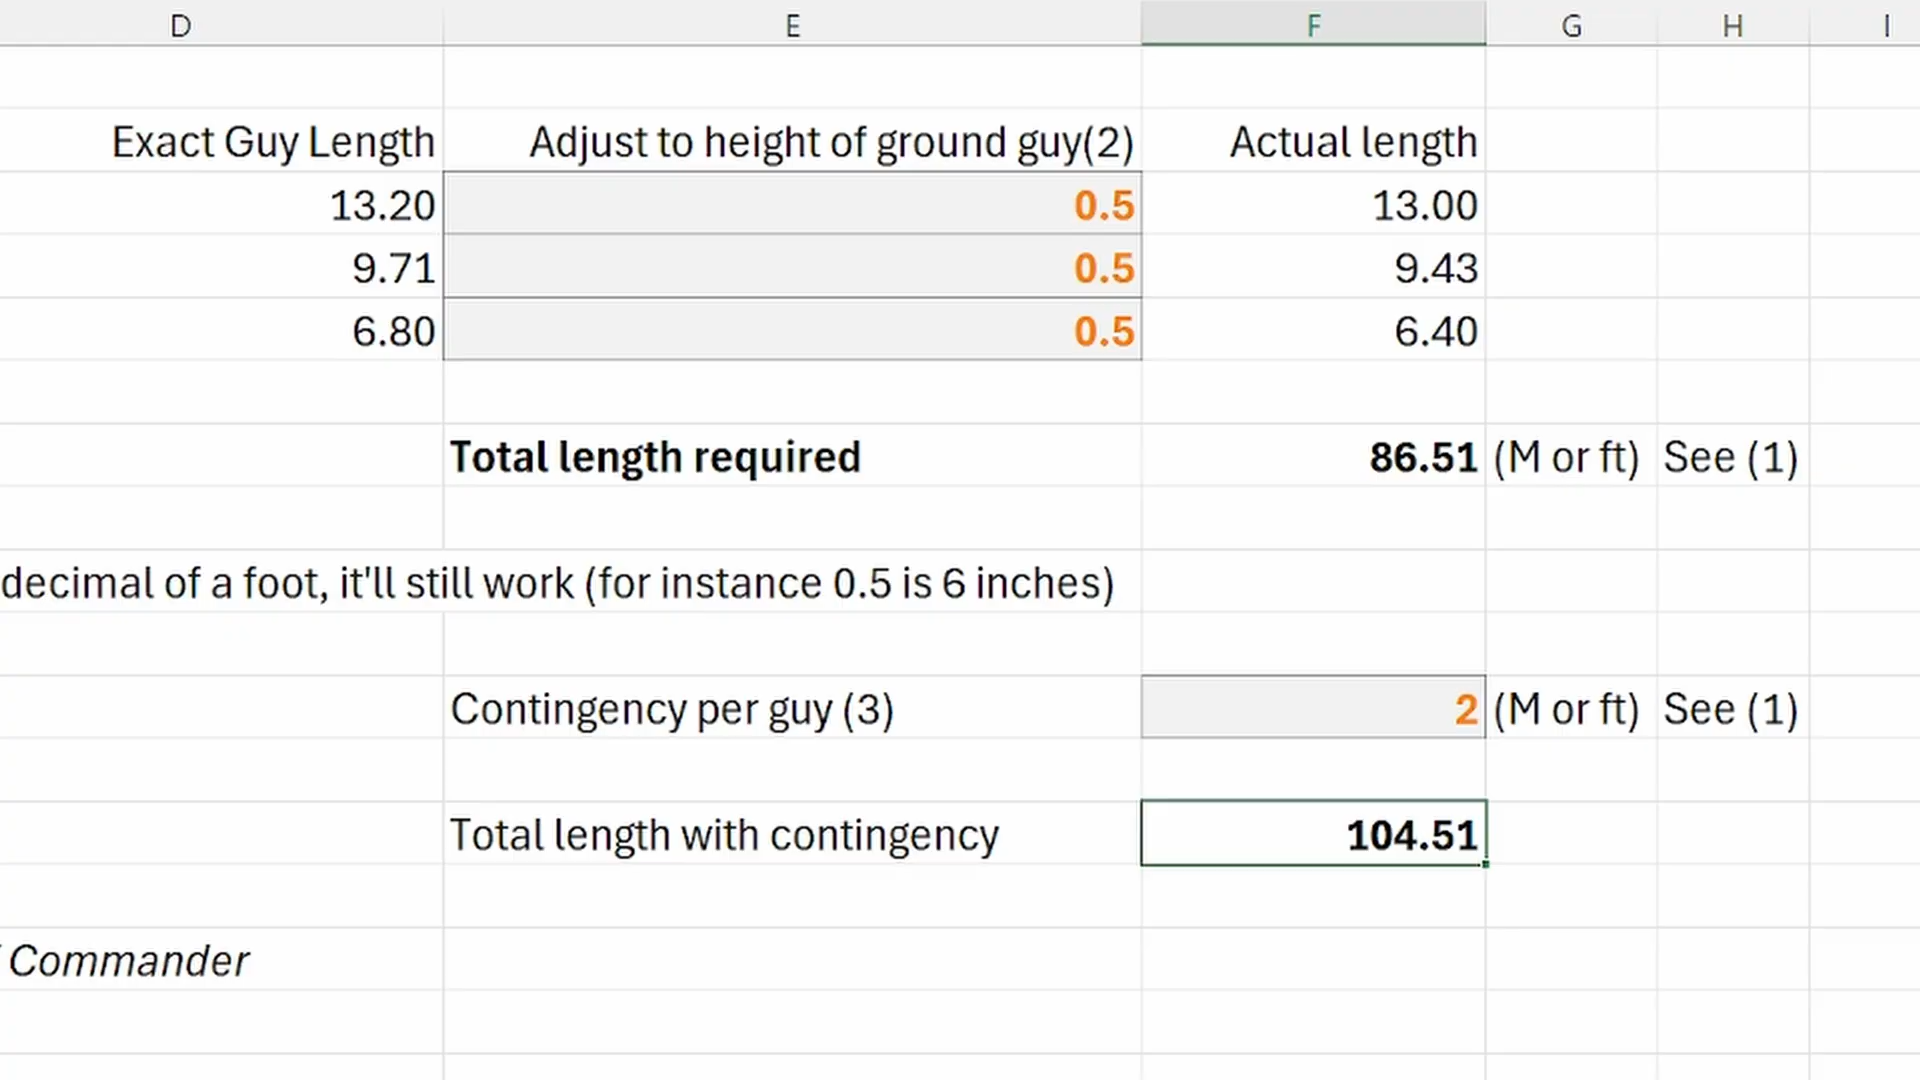 D E F G H I
Exact Guy Length Adjust to height of ground guy(2) Actual length
13.20 0.5 13.00
9.71 0.5 9.43
6.80 0.5 6.40
Total length required 86.51 (M or ft) See (1)
decimal of a foot, it'll still work (for instance 0.5 is 6 inches)
Contingency per guy (3) 2 (M or ft) See (1)
Total length with contingency 104.51
Commander